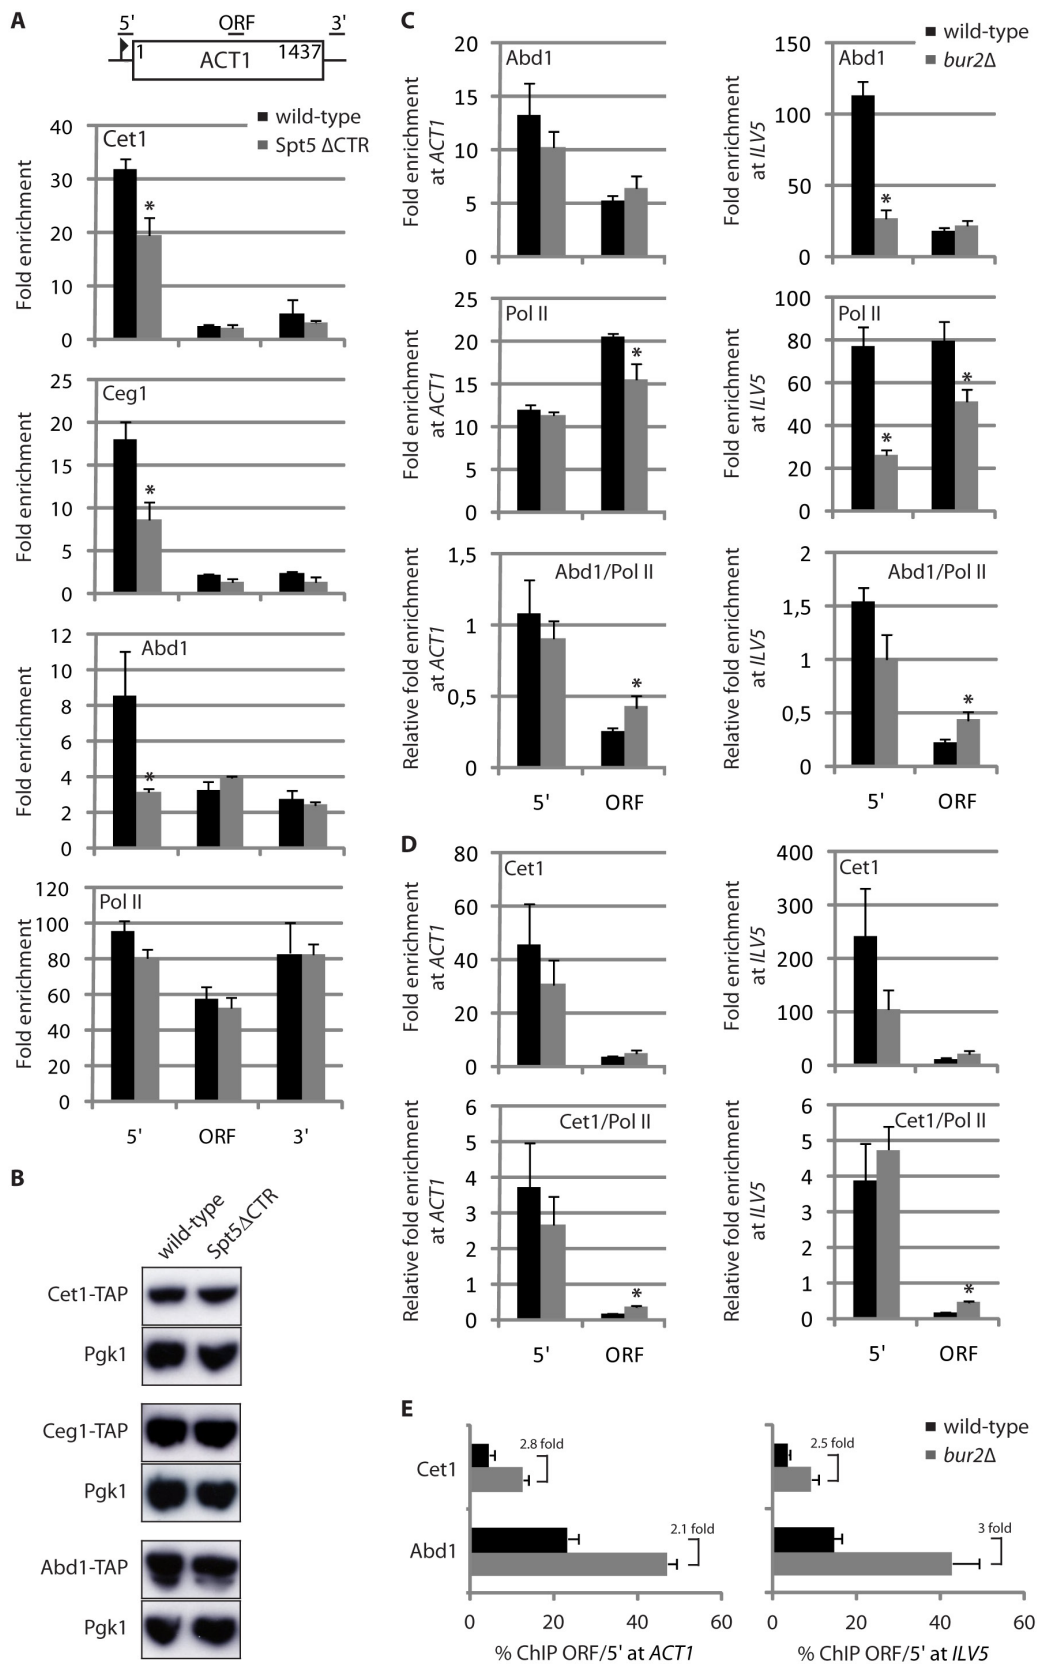 A
5' ORF 3'
1 1437
ACT1
wild-type
Spt5 ΔCTR
Fold enrichment
Cet1
40
30
20
10
0
*
Fold enrichment
Ceg1
25
20
15
10
5
0
*
Fold enrichment
Abd1
12
10
8
6
4
2
0
*
Fold enrichment
Pol II
120
100
80
60
40
20
0
5' ORF 3'
B
wild-type
Spt5ΔCTR
Cet1-TAP
Pgk1
Ceg1-TAP
Pgk1
Abd1-TAP
Pgk1
C
wild-type
bur2Δ
Fold enrichment
at ACT1
Abd1
20
15
10
5
0
Fold enrichment
at ILV5
Abd1
150
100
50
0
*
Fold enrichment
at ACT1
Pol II
25
20
15
10
5
0
*
Fold enrichment
at ILV5
Pol II
100
80
60
40
20
0
*
*
Relative fold enrichment
at ACT1
Abd1/Pol II
1,5
1
0,5
0
*
5' ORF
Relative fold enrichment
at ILV5
Abd1/Pol II
2
1,5
1
0,5
0
*
5' ORF
D
Fold enrichment
at ACT1
Cet1
80
60
40
20
0
Fold enrichment
at ILV5
Cet1
400
300
200
100
0
Relative fold enrichment
at ACT1
Cet1/Pol II
6
5
4
3
2
1
0
*
5' ORF
Relative fold enrichment
at ILV5
Cet1/Pol II
6
5
4
3
2
1
0
*
5' ORF
E
wild-type
bur2Δ
Cet1
2.8 fold
2.5 fold
Abd1
2.1 fold
3 fold
0 20 40 60
% ChIP ORF/5' at ACT1
0 20 40 60
% ChIP ORF/5' at ILV5